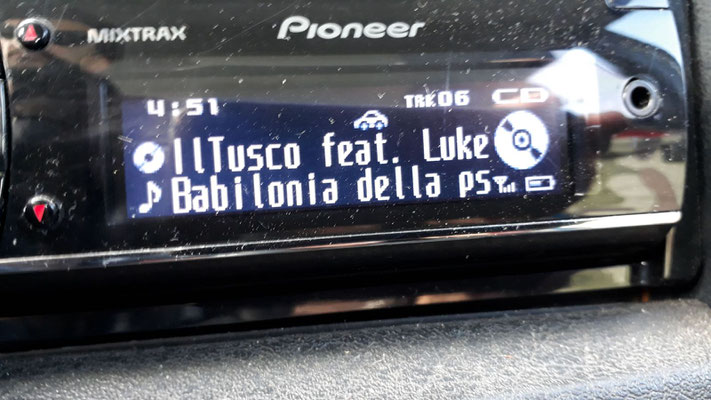 MIXTRAX Pioneer
4:51 TRK06 CD
IlTusco feat. Luke
Babilonia della ps